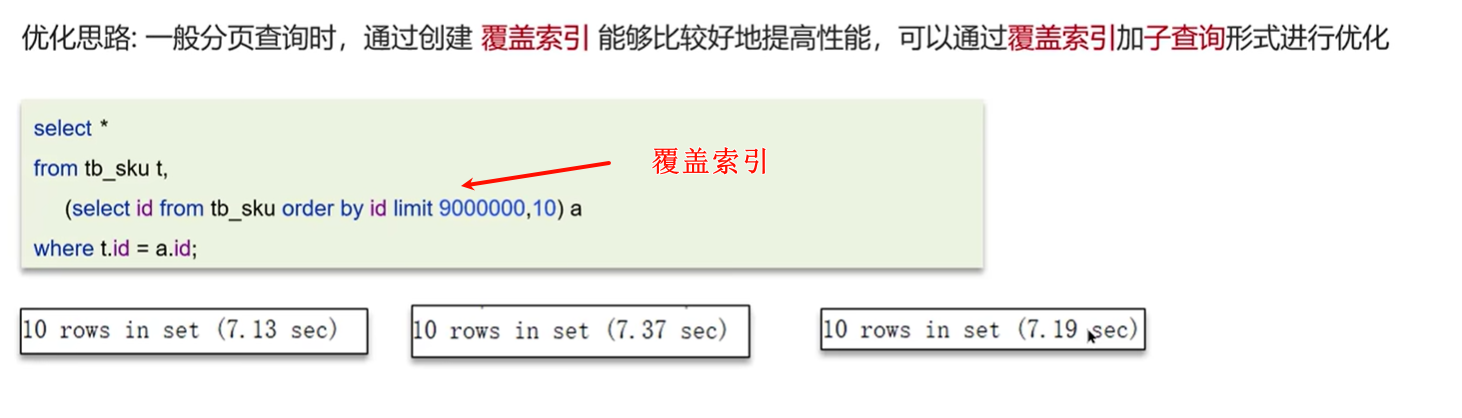 优化思路: 一般分页查询时，通过创建 覆盖索引 能够比较好地提高性能，可以通过覆盖索引加子查询形式进行优化
select *
from tb_sku t,
覆盖索引
(select id from tb_sku order by id limit 9000000,10) a
where t.id = a.id;
10 rows in set (7.13 sec)
10 rows in set (7.37 sec)
10 rows in set (7.19 sec)